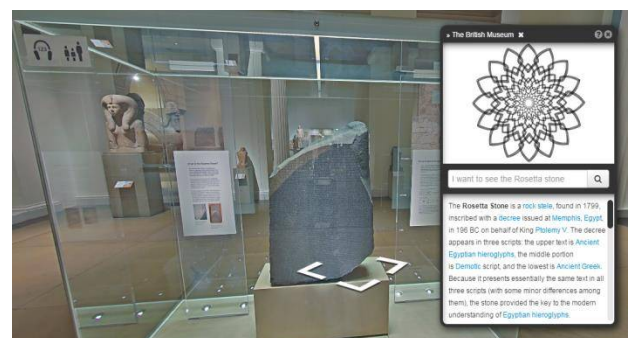 » The British Museum ✖
I want to see the Rosetta stone
The Rosetta Stone is a rock stele, found in 1799,
inscribed with a decree issued at Memphis, Egypt,
in 196 BC on behalf of King Ptolemy V. The decree
appears in three scripts: the upper text is Ancient
Egyptian hieroglyphs, the middle portion
is Demotic script, and the lowest is Ancient Greek.
Because it presents essentially the same text in all
three scripts (with some minor differences among
them), the stone provided the key to the modern
understanding of Egyptian hieroglyphs.